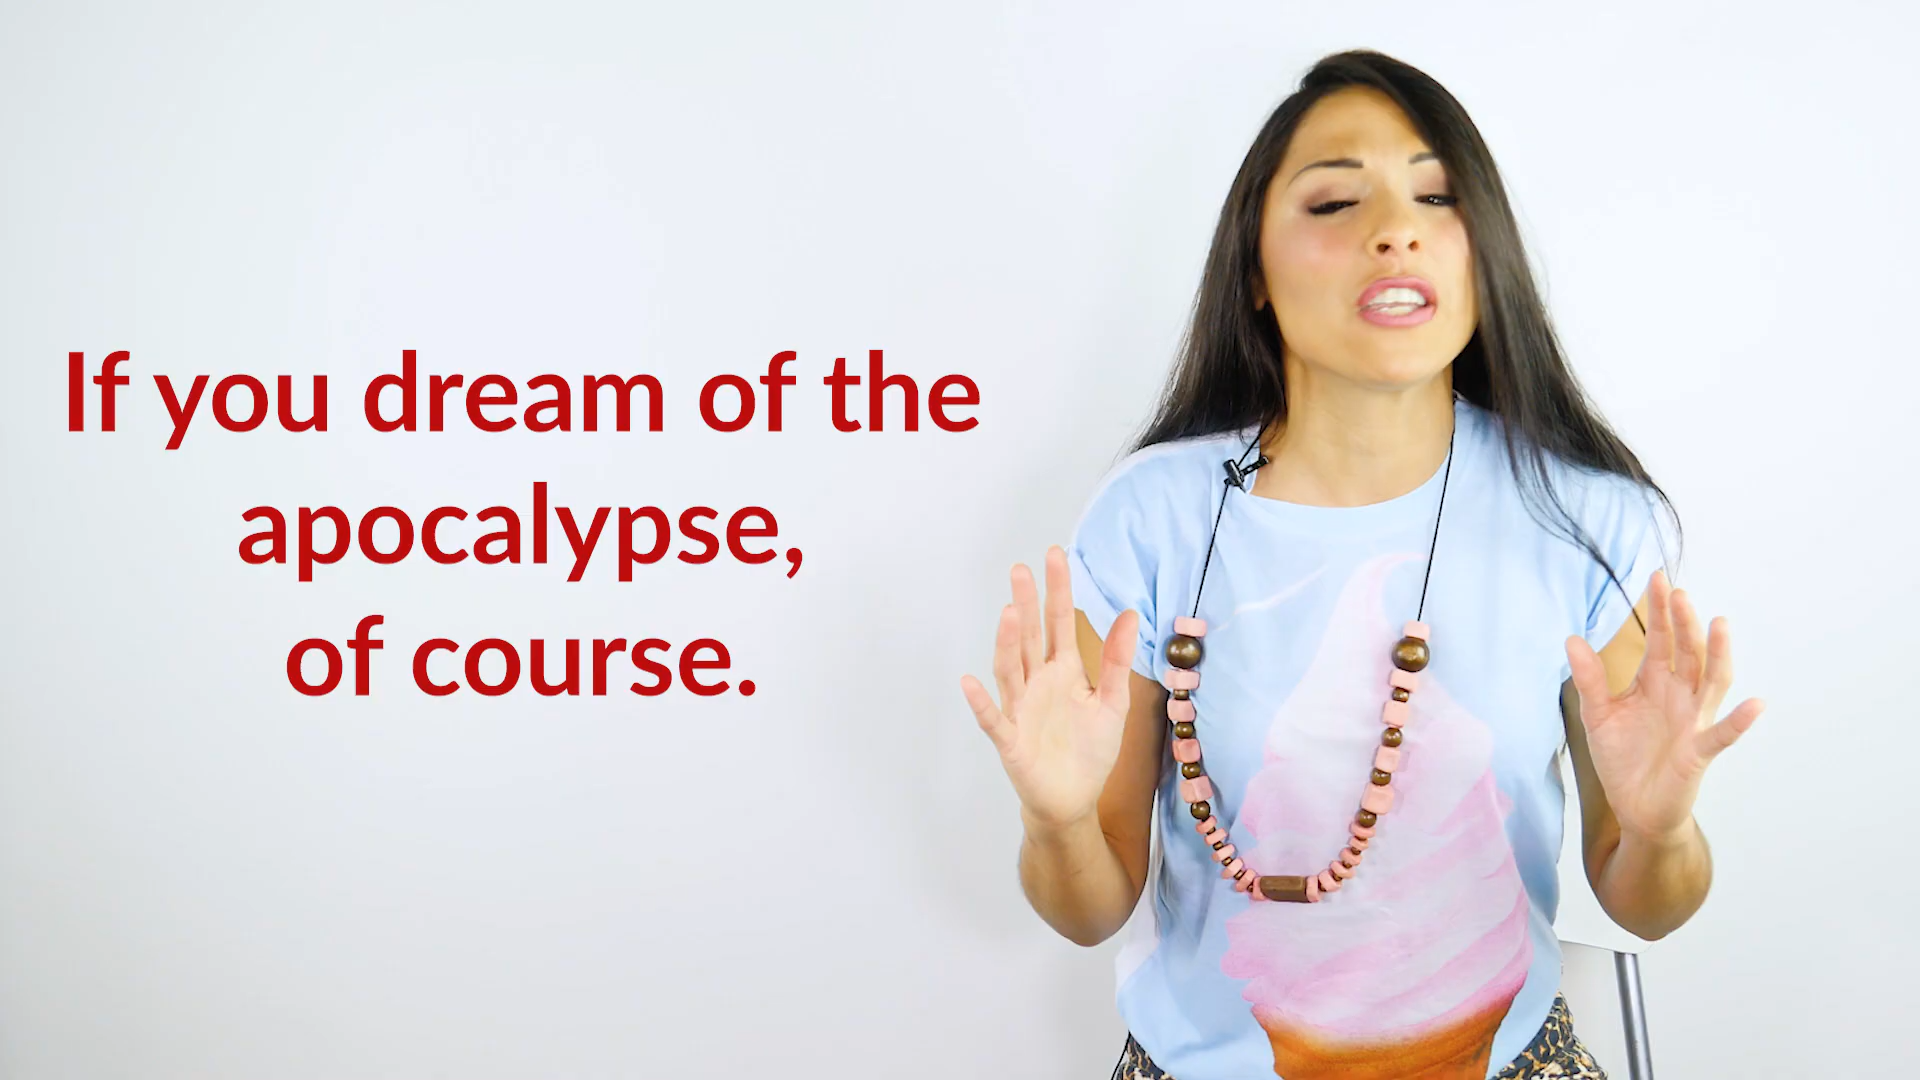 If you dream of the
apocalypse,
of course.